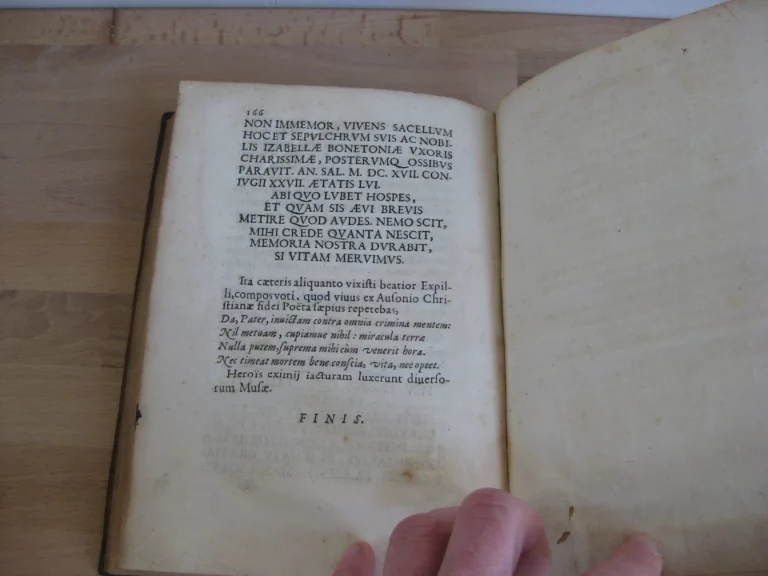 166
NON IMMEMOR, VIVENS SACELLVM
HOC ET SEPVLCHRVM SVIS AC NOBI-
LIS IZABELLÆ BONETONIÆ VXORIS
CHARISSIMÆ, POSTERVMQ OSSIBVS
PARAVIT. AN. SAL. M. DC. XVII. CON-
IVGII XXVII. ÆTATIS LVI.
ABI QVO LVBET HOSPES,
ET QVAM SIS ÆVI BREVIS
METIRE QVOD AVDES. NEMO SCIT,
MIHI CREDE QVANTA NESCIT,
MEMORIA NOSTRA DVRABIT,
SI VITAM MERVIMVS.
Ita cæteris aliquanto vixisti beatior Expil-
li, compos voti, quod viuus ex Ausonio Chri-
stianæ fidei Poëta sæpius repetebas,
Da, Pater, inuictam contra omnia crimina mentem:
Nil metuam, cupiamue nihil: miracula terræ
Nulla putem, suprema mihi cùm venerit hora.
Nec timeat mortem bene conscia, vita, nec optet.
Heroïs eximij iacturam luxerunt diuerso-
rum Musæ.
FINIS.